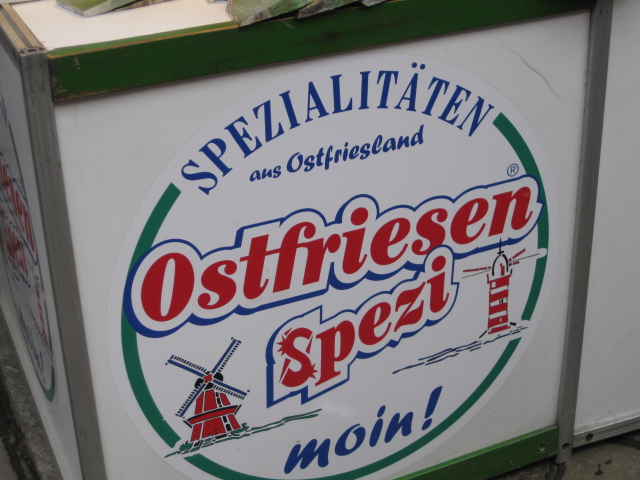 SPEZIALITÄTEN
aus Ostfriesland
Ostfriesen®
Spezi
moin!